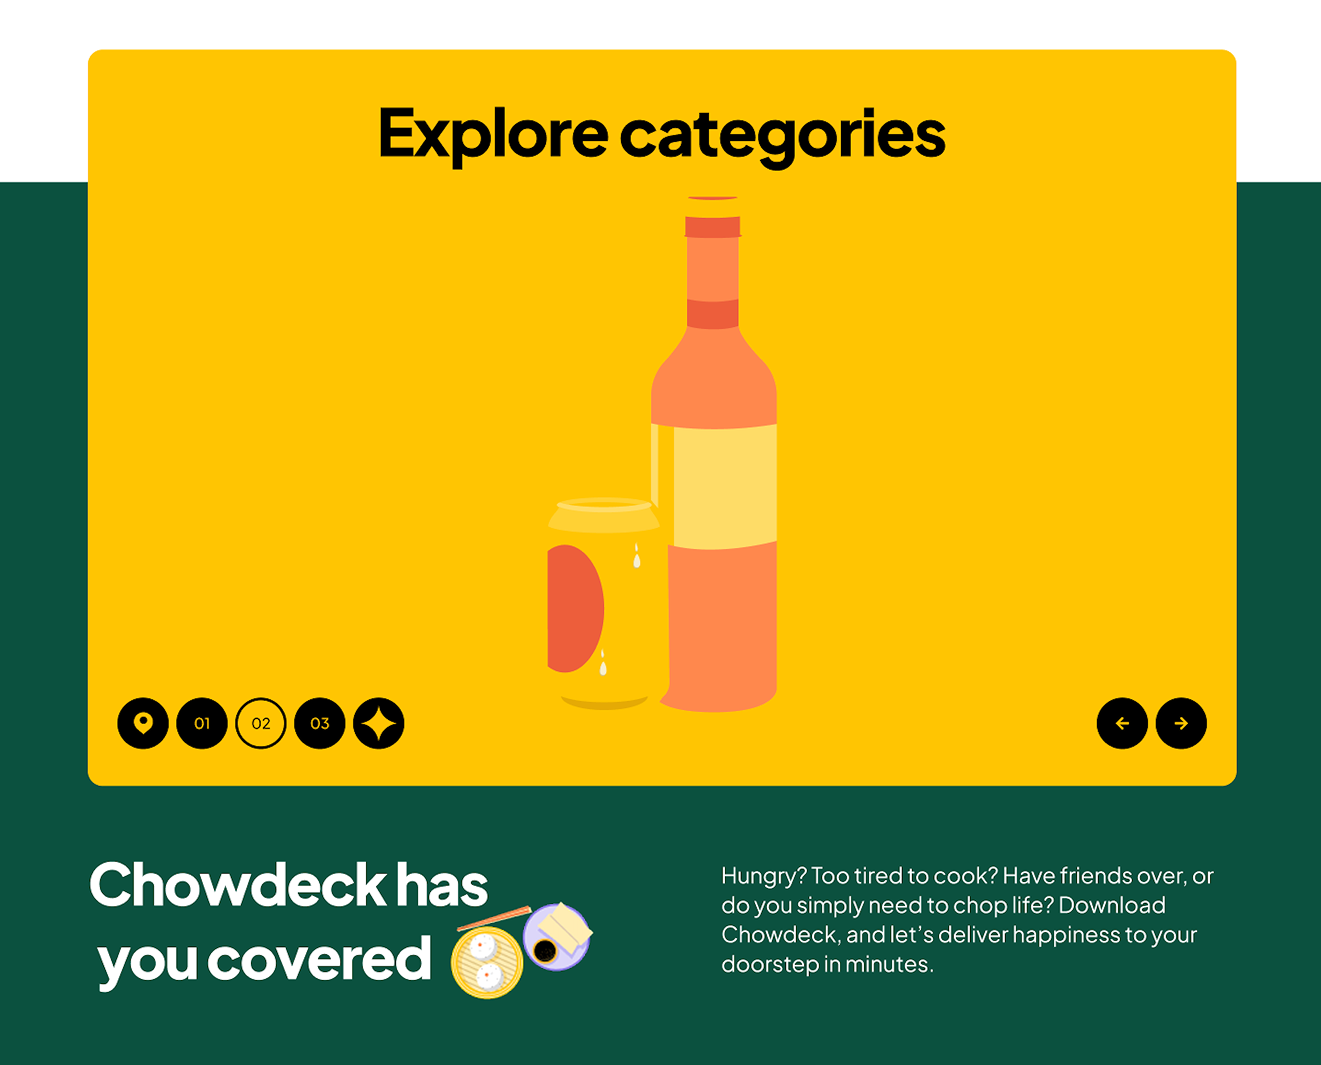 Explore categories
01 02 03
Chowdeck has
you covered
Hungry? Too tired to cook? Have friends over, or
do you simply need to chop life? Download
Chowdeck, and let’s deliver happiness to your
doorstep in minutes.